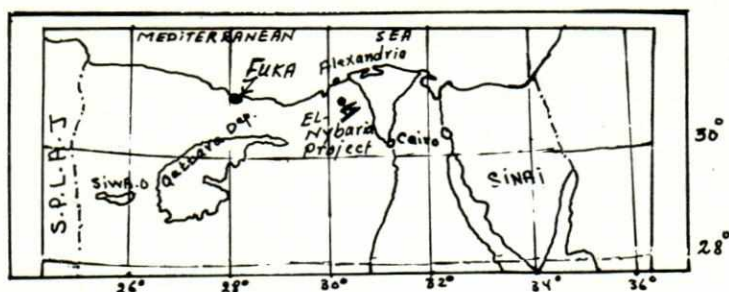 MEDITERRANEAN SEA
Alexandria
FUKA
EL-
Nybaria
Project
Cairo
30°
Qattara Dep.
SIWA.O
S.P.L.A.J
SINAI
28°
26° 28° 30° 32° 34° 36°